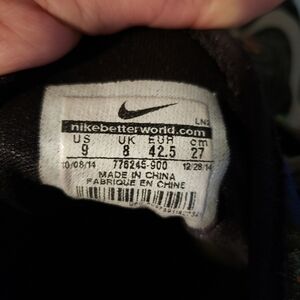 LN2
nikebetterworld.com
US UK EUR cm
9 8 42.5 27
10/08/14 776245-900 12/28/14
MADE IN CHINA
FABRIQUE EN CHINE